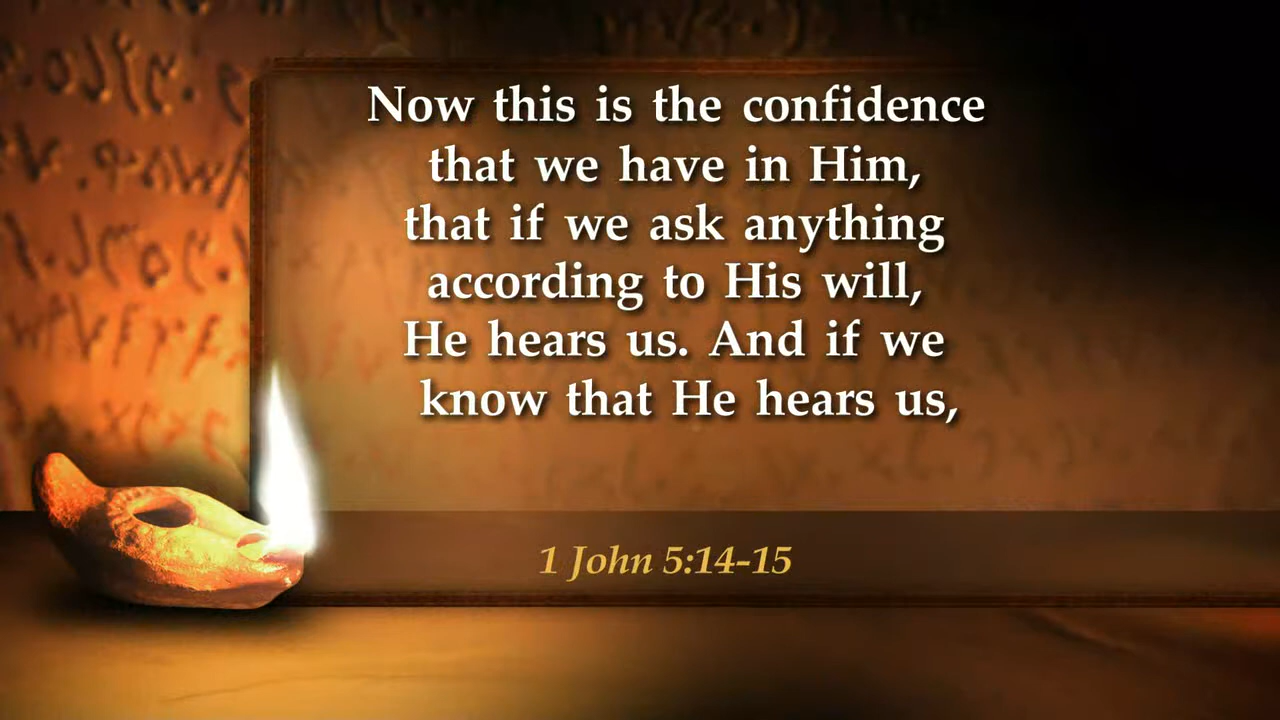 Now this is the confidence
that we have in Him,
that if we ask anything
according to His will,
He hears us. And if we
know that He hears us,
1 John 5:14-15